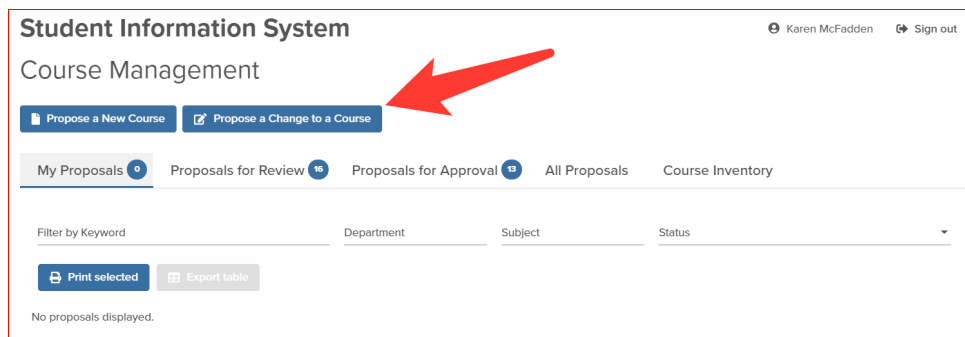 Student Information System
Karen McFadden Sign out
Course Management
Propose a New Course Propose a Change to a Course
My Proposals 0 Proposals for Review 16 Proposals for Approval 13 All Proposals Course Inventory
Filter by Keyword Department Subject Status
Print selected Export table
No proposals displayed.